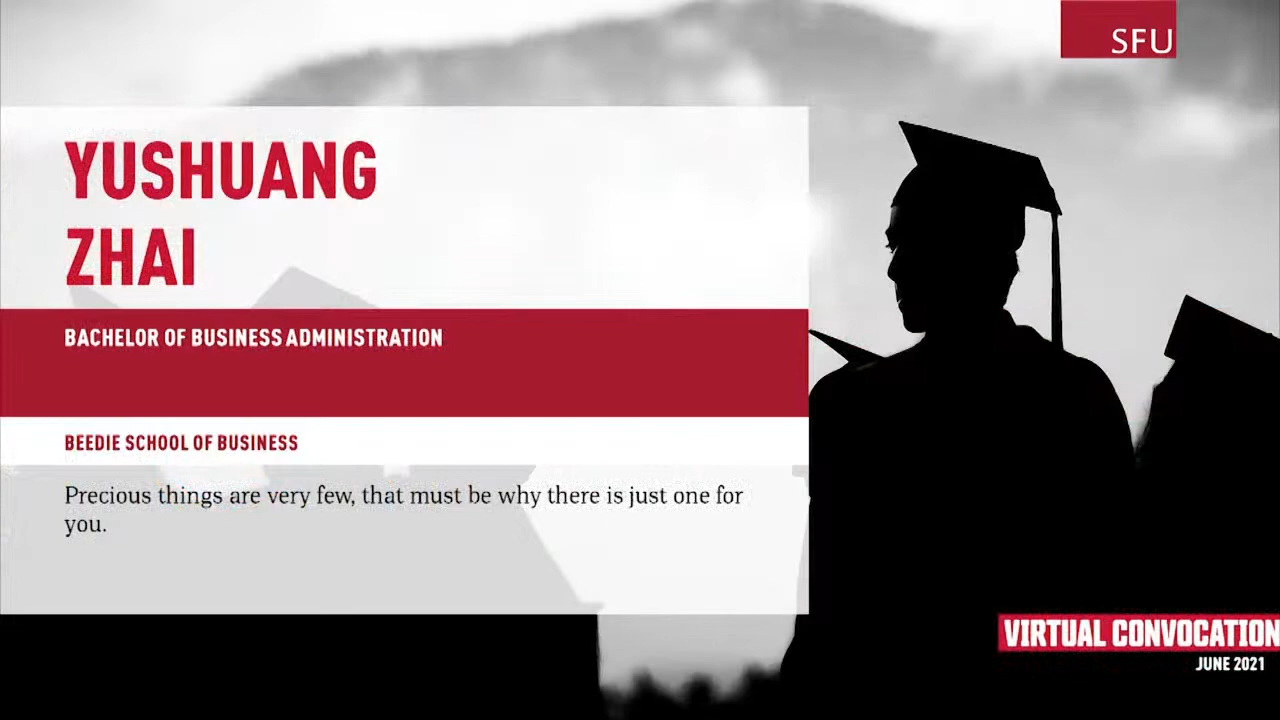 SFU
YUSHUANG
ZHAI
BACHELOR OF BUSINESS ADMINISTRATION
BEEDIE SCHOOL OF BUSINESS
Precious things are very few, that must be why there is just one for
you.
VIRTUAL CONVOCATION
JUNE 2021